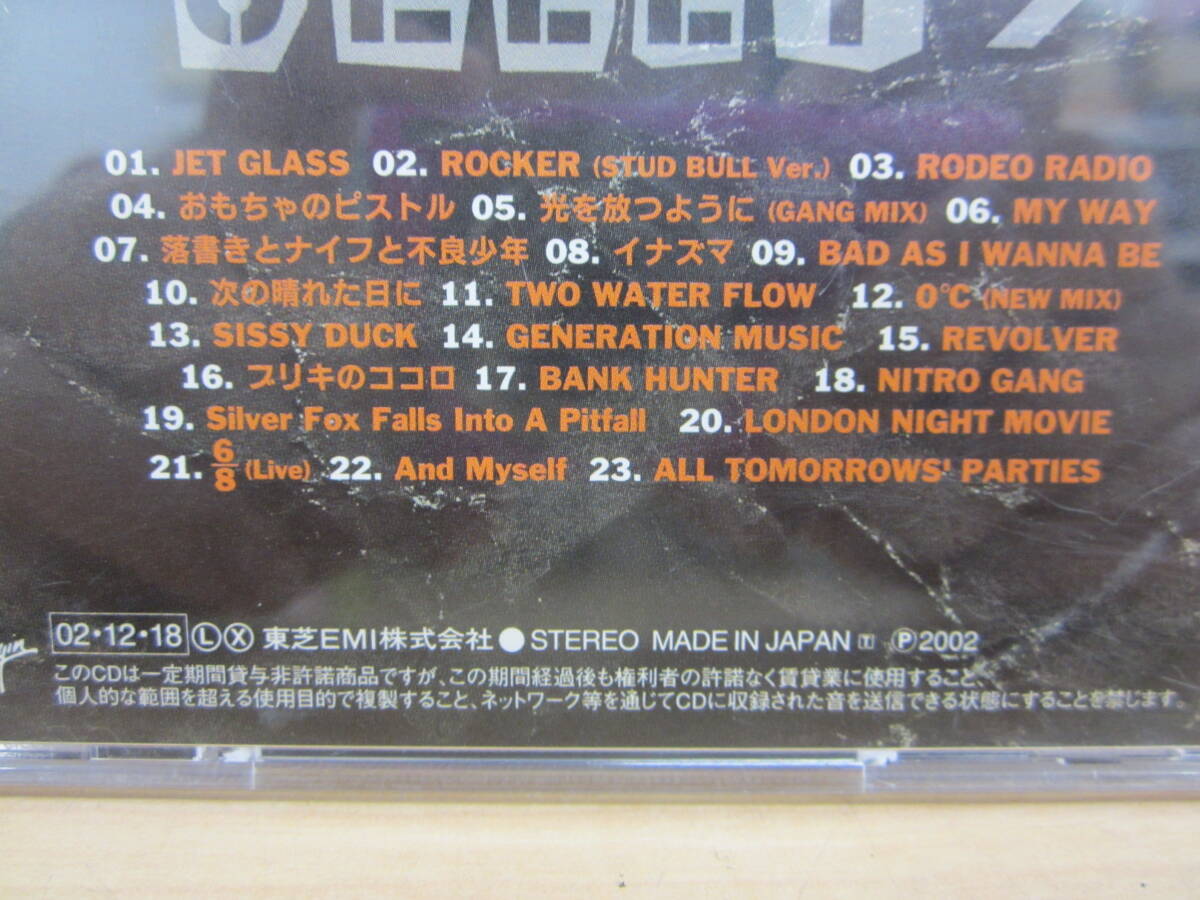 01. JET GLASS 02. ROCKER (STUD BULL Ver.) 03. RODEO RADIO
04. おもちゃのピストル 05. 光を放つように (GANG MIX) 06. MY WAY
07. 落書きとナイフと不良少年 08. イナズマ 09. BAD AS I WANNA BE
10. 次の晴れた日に 11. TWO WATER FLOW 12. 0℃ (NEW MIX)
13. SISSY DUCK 14. GENERATION MUSIC 15. REVOLVER
16. ブリキのココロ 17. BANK HUNTER 18. NITRO GANG
19. Silver Fox Falls Into A Pitfall 20. LONDON NIGHT MOVIE
21. 6/8 (Live) 22. And Myself 23. ALL TOMORROWS' PARTIES
02・12・18 Ⓛ Ⓧ 東芝EMI株式会社 ● STEREO MADE IN JAPAN Ⓟ2002
このCDは一定期間貸与非許諾商品ですが、この期間経過後も権利者の許諾なく賃貸業に使用すること、
個人的な範囲を超える使用目的で複製すること、ネットワーク等を通じてCDに収録された音を送信できる状態にすることを禁じます。